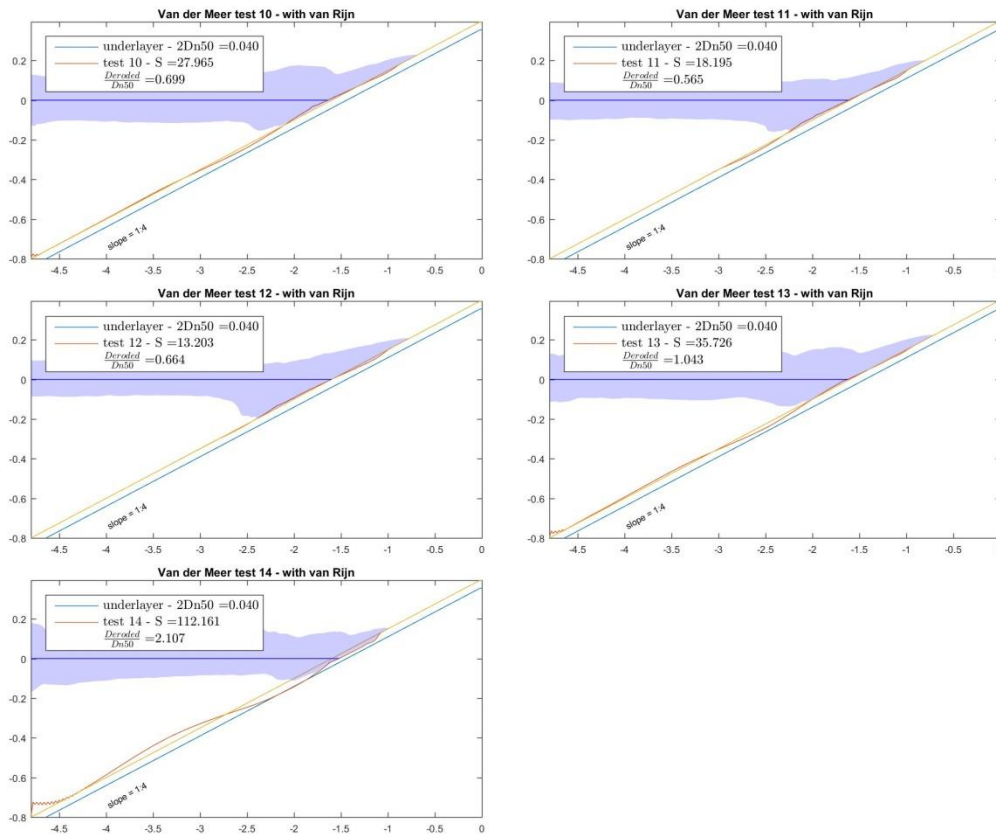 Van der Meer test 10 - with van Rijn
underlayer - 2Dn50 =0.040
test 10 - S =27.965
Deroded
Dn50
=0.699
slope = 1:4
0.2
0
-0.2
-0.4
-0.6
-0.8
-4.5 -4 -3.5 -3 -2.5 -2 -1.5 -1 -0.5 0
Van der Meer test 11 - with van Rijn
underlayer - 2Dn50 =0.040
test 11 - S =18.195
Deroded
Dn50
=0.565
slope = 1:4
0.2
0
-0.2
-0.4
-0.6
-0.8
-4.5 -4 -3.5 -3 -2.5 -2 -1.5 -1 -0.5 0
Van der Meer test 12 - with van Rijn
underlayer - 2Dn50 =0.040
test 12 - S =13.203
Deroded
Dn50
=0.664
slope = 1:4
0.2
0
-0.2
-0.4
-0.6
-0.8
-4.5 -4 -3.5 -3 -2.5 -2 -1.5 -1 -0.5 0
Van der Meer test 13 - with van Rijn
underlayer - 2Dn50 =0.040
test 13 - S =35.726
Deroded
Dn50
=1.043
slope = 1:4
0.2
0
-0.2
-0.4
-0.6
-0.8
-4.5 -4 -3.5 -3 -2.5 -2 -1.5 -1 -0.5 0
Van der Meer test 14 - with van Rijn
underlayer - 2Dn50 =0.040
test 14 - S =112.161
Deroded
Dn50
=2.107
slope = 1:4
0.2
0
-0.2
-0.4
-0.6
-0.8
-4.5 -4 -3.5 -3 -2.5 -2 -1.5 -1 -0.5 0